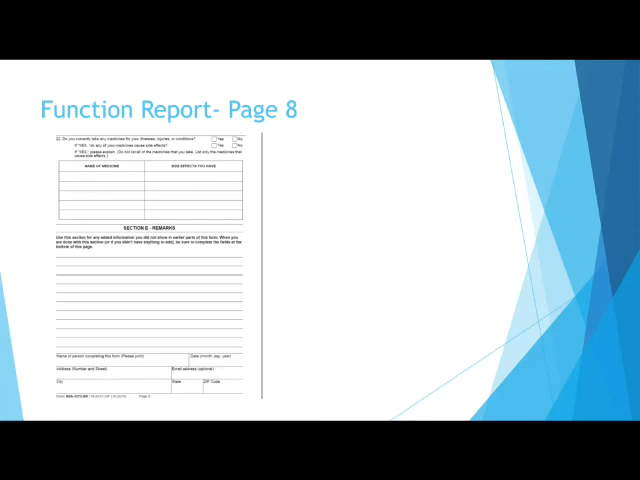 Function Report- Page 8
22. Do you currently take any medicines for your illnesses, injuries, or conditions? Yes No
If "YES," do any of your medicines cause side effects? Yes No
If "YES," please explain. (Do not list all of the medicines that you take. List only the medicines that
cause side effects.)
NAME OF MEDICINE SIDE EFFECTS YOU HAVE
SECTION E - REMARKS
Use this section for any added information you did not show in earlier parts of this form. When you
are done with this section (or if you didn't have anything to add), be sure to complete the fields at the
bottom of this page.
Name of person completing this form (Please print) Date (month, day, year)
Address (Number and Street) Email address (optional)
City State ZIP Code
Form SSA-3373-BK